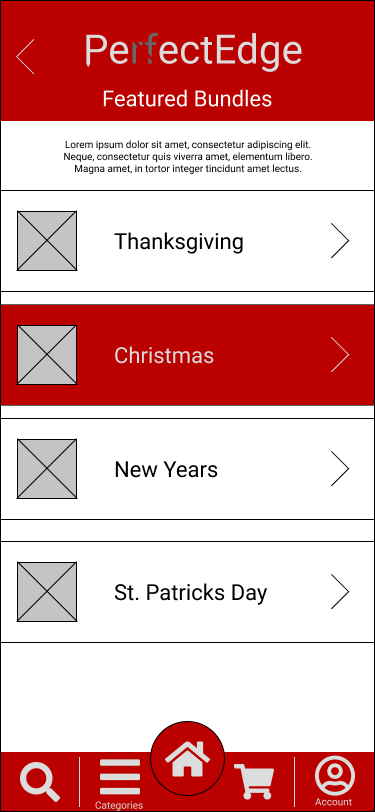 PerfectEdge
Featured Bundles
Lorem ipsum dolor sit amet, consectetur adipiscing elit.
Neque, consectetur quis viverra amet, elementum libero.
Magna amet, in tortor integer tincidunt amet lectus.
Thanksgiving
Christmas
New Years
St. Patricks Day
Categories
Account